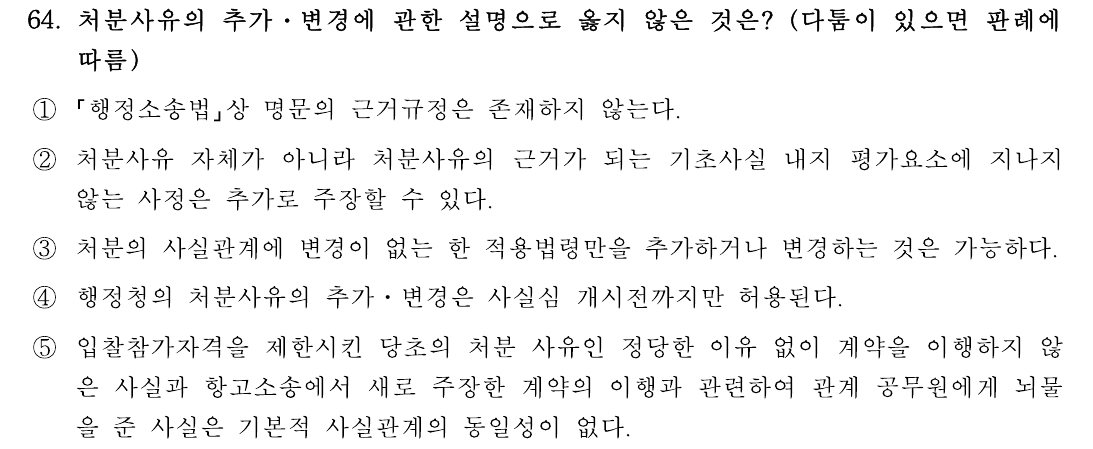 64. 처분사유의 추가・변경에 관한 설명으로 옳지 않은 것은? (다툼이 있으면 판례에
따름)
① 「행정소송법」상 명문의 근거규정은 존재하지 않는다.
② 처분사유 자체가 아니라 처분사유의 근거가 되는 기초사실 내지 평가요소에 지나지
않는 사정은 추가로 주장할 수 있다.
③ 처분의 사실관계에 변경이 없는 한 적용법령만을 추가하거나 변경하는 것은 가능하다.
④ 행정청의 처분사유의 추가・변경은 사실심 개시전까지만 허용된다.
⑤ 입찰참가자격을 제한시킨 당초의 처분 사유인 정당한 이유 없이 계약을 이행하지 않
은 사실과 항고소송에서 새로 주장한 계약의 이행과 관련하여 관계 공무원에게 뇌물
을 준 사실은 기본적 사실관계의 동일성이 없다.